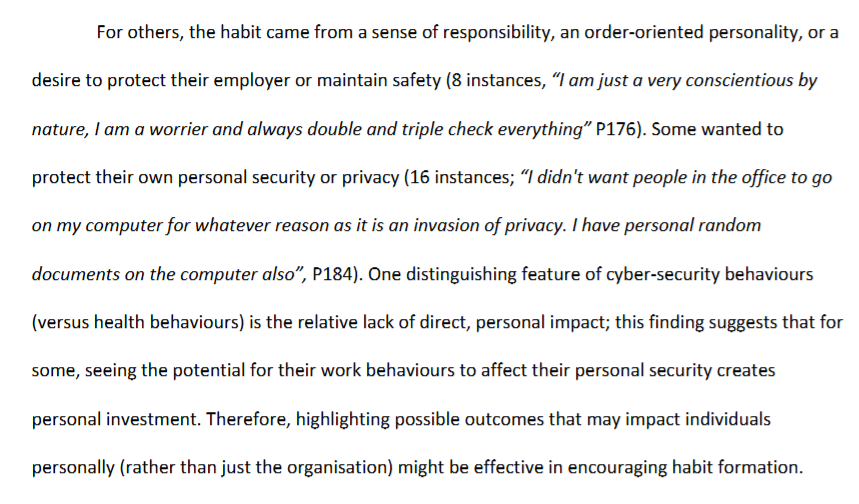 For others, the habit came from a sense of responsibility, an order-oriented personality, or a
desire to protect their employer or maintain safety (8 instances, “I am just a very conscientious by
nature, I am a worrier and always double and triple check everything” P176). Some wanted to
protect their own personal security or privacy (16 instances; “I didn't want people in the office to go
on my computer for whatever reason as it is an invasion of privacy. I have personal random
documents on the computer also”, P184). One distinguishing feature of cyber-security behaviours
(versus health behaviours) is the relative lack of direct, personal impact; this finding suggests that for
some, seeing the potential for their work behaviours to affect their personal security creates
personal investment. Therefore, highlighting possible outcomes that may impact individuals
personally (rather than just the organisation) might be effective in encouraging habit formation.